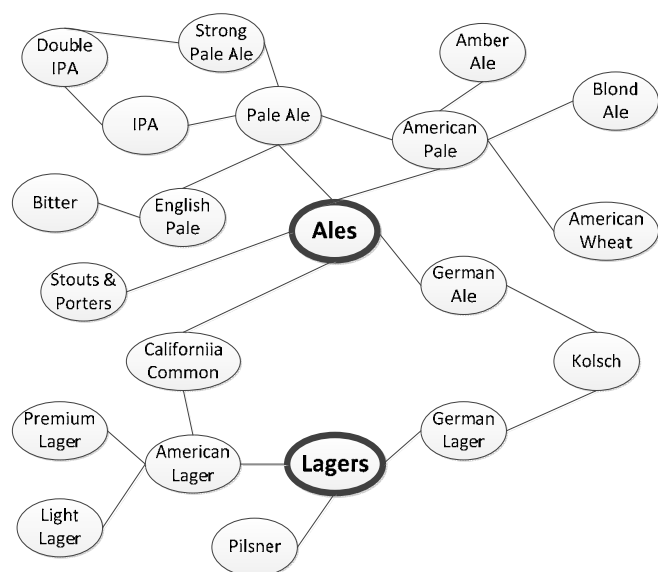 Double
IPA
Strong
Pale Ale
Amber
Ale
Blond
Ale
IPA
Pale Ale
American
Pale
Bitter
English
Pale
Ales
American
Wheat
Stouts &
Porters
German
Ale
Californiia
Common
Kolsch
Premium
Lager
American
Lager
Lagers
German
Lager
Light
Lager
Pilsner